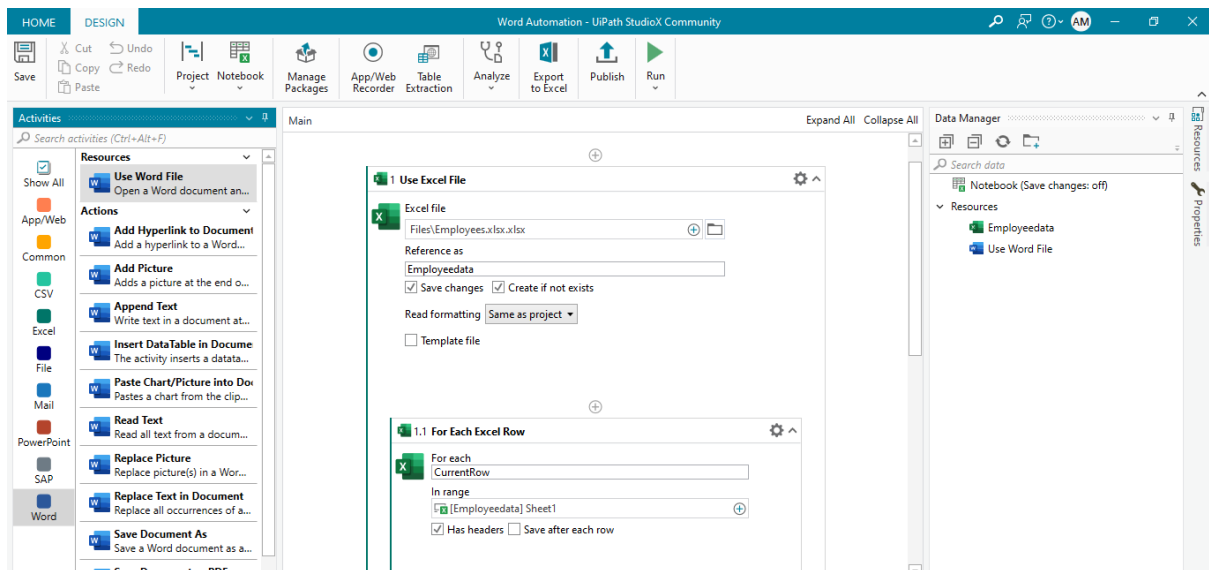 HOME DESIGN Word Automation - UiPath StudioX Community AM
Save Cut Undo Copy Redo Paste Project Notebook Manage Packages App/Web Recorder Table Extraction Analyze Export to Excel Publish Run
Activities
Search activities (Ctrl+Alt+F)
Show All
App/Web
Common
CSV
Excel
File
Mail
PowerPoint
SAP
Word
Resources
Use Word File
Open a Word document an...
Actions
Add Hyperlink to Document
Add a hyperlink to a Word...
Add Picture
Adds a picture at the end o...
Append Text
Write text in a document at...
Insert DataTable in Docume
The activity inserts a datata...
Paste Chart/Picture into Do
Pastes a chart from the clip...
Read Text
Read all text from a docum...
Replace Picture
Replace picture(s) in a Wor...
Replace Text in Document
Replace all occurrences of a...
Save Document As
Save a Word document as a...
Main Expand All Collapse All
1 Use Excel File
Excel file
Files\Employees.xlsx.xlsx
Reference as
Employeedata
Save changes Create if not exists
Read formatting Same as project
Template file
1.1 For Each Excel Row
For each
CurrentRow
In range
[Employeedata] Sheet1
Has headers Save after each row
Data Manager
Search data
Notebook (Save changes: off)
Resources
Employeedata
Use Word File
Resources
Properties